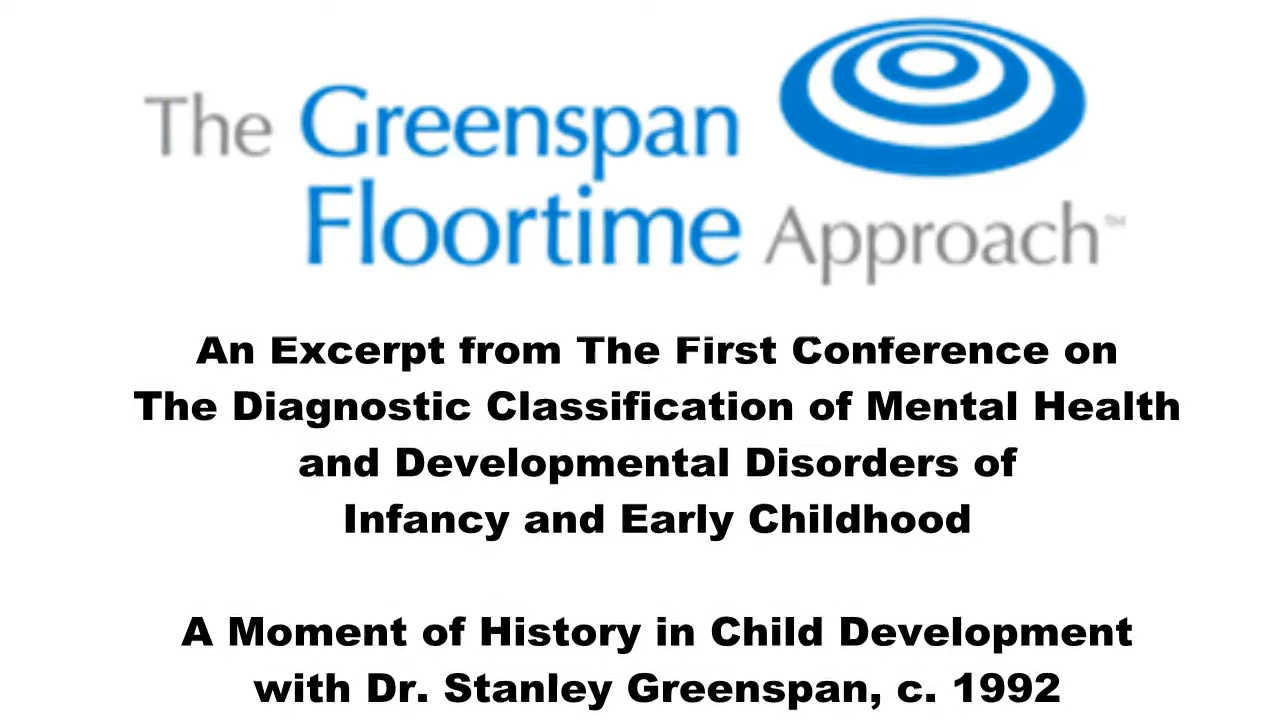 The Greenspan
Floortime Approach™
An Excerpt from The First Conference on
The Diagnostic Classification of Mental Health
and Developmental Disorders of
Infancy and Early Childhood
A Moment of History in Child Development
with Dr. Stanley Greenspan, c. 1992